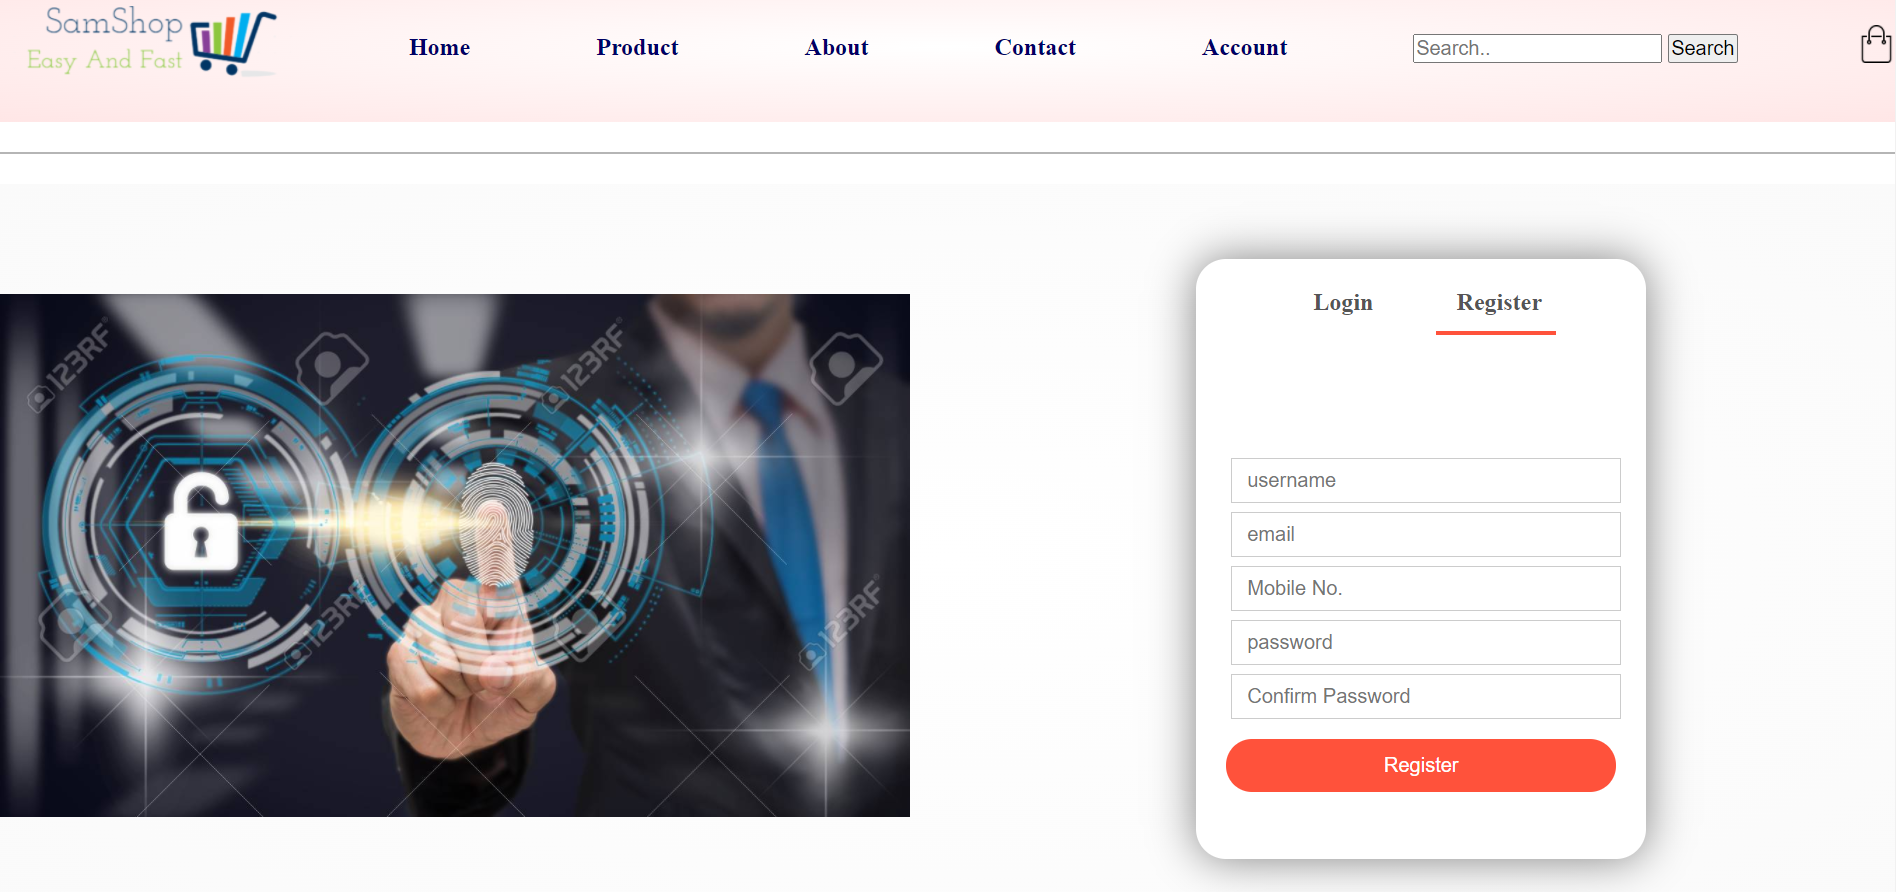 SamShop
Easy And Fast
Home
Product
About
Contact
Account
Search..
Search
Login
Register
123RF
123RF
123RF
123RF
username
email
Mobile No.
password
Confirm Password
Register